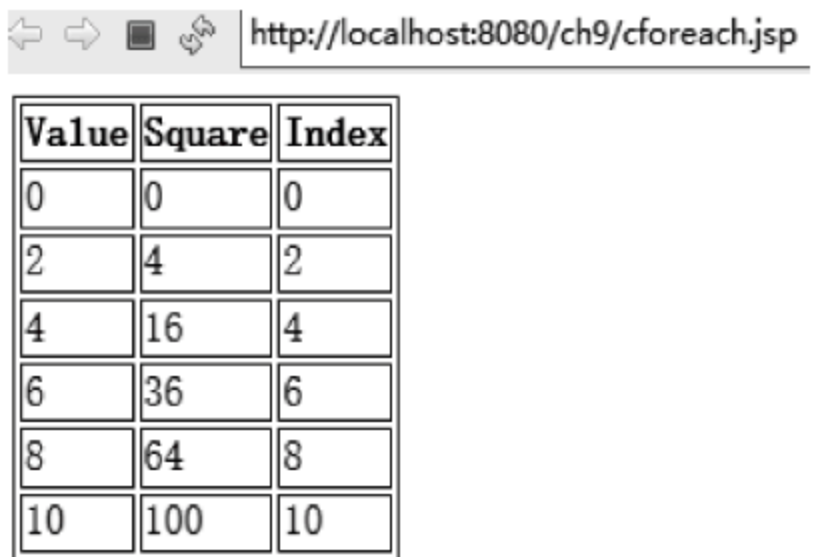 http://localhost:8080/ch9/cforeach.jsp
Value Square Index
0 0 0
2 4 2
4 16 4
6 36 6
8 64 8
10 100 10